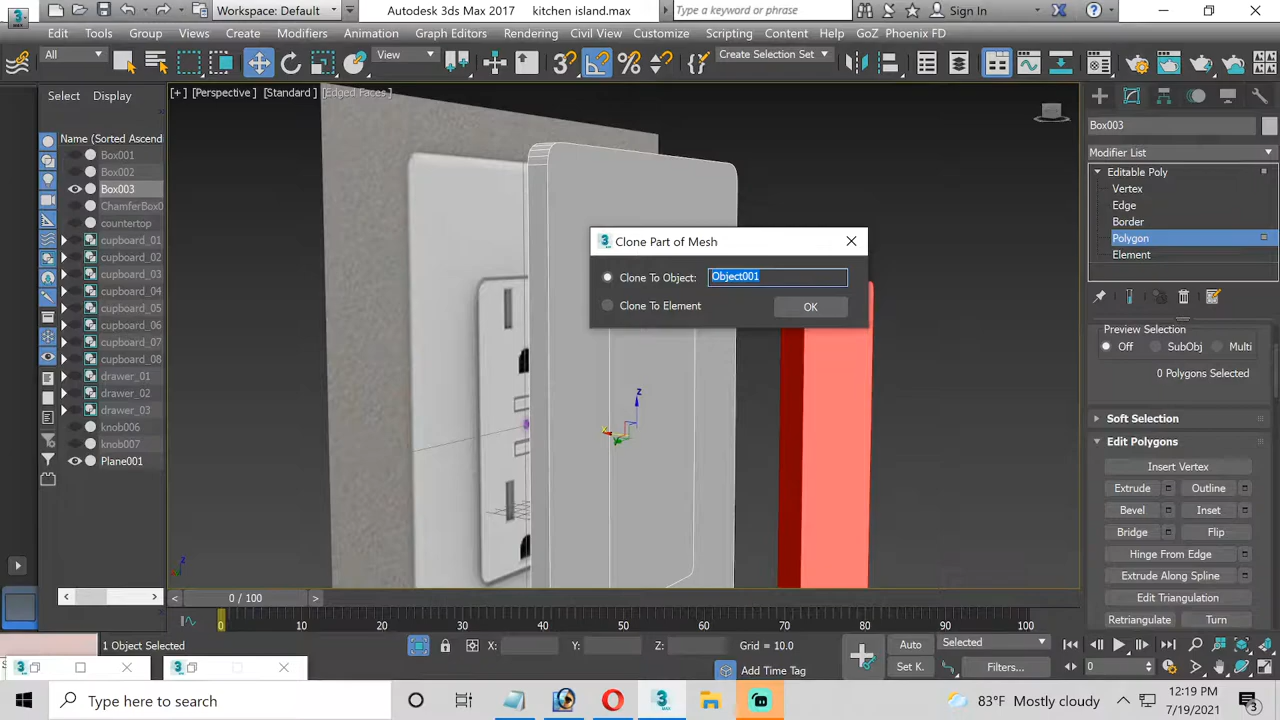 Workspace: Default
Autodesk 3ds Max 2017
kitchen island.max
Type a keyword or phrase
Sign In
Edit
Tools
Group
Views
Create
Modifiers
Animation
Graph Editors
Rendering
Civil View
Customize
Scripting
Content
Help
GoZ
Phoenix FD
All
View
Create Selection Set
Select
Display
[+] [Perspective] [Standard] [Edged Faces]
Name (Sorted Ascend
Box001
Box002
Box003
ChamferBox0
countertop
cupboard_01
cupboard_02
cupboard_03
cupboard_04
cupboard_05
cupboard_06
cupboard_07
cupboard_08
drawer_01
drawer_02
drawer_03
knob006
knob007
Plane001
Clone Part of Mesh
Clone To Object:
Object001
Clone To Element
OK
Box003
Modifier List
Editable Poly
Vertex
Edge
Border
Polygon
Element
Preview Selection
Off
SubObj
Multi
0 Polygons Selected
Soft Selection
Edit Polygons
Insert Vertex
Extrude
Outline
Bevel
Inset
Bridge
Flip
Hinge From Edge
Extrude Along Spline
Edit Triangulation
Retriangulate
Turn
z
x
y
z
0 / 100
0
10
20
30
40
50
60
70
80
90
100
1 Object Selected
X:
Y:
Z:
Grid = 10.0
Add Time Tag
Auto
Selected
Set K.
Filters...
0
Type here to search
83°F Mostly cloudy
12:19 PM
7/19/2021
3